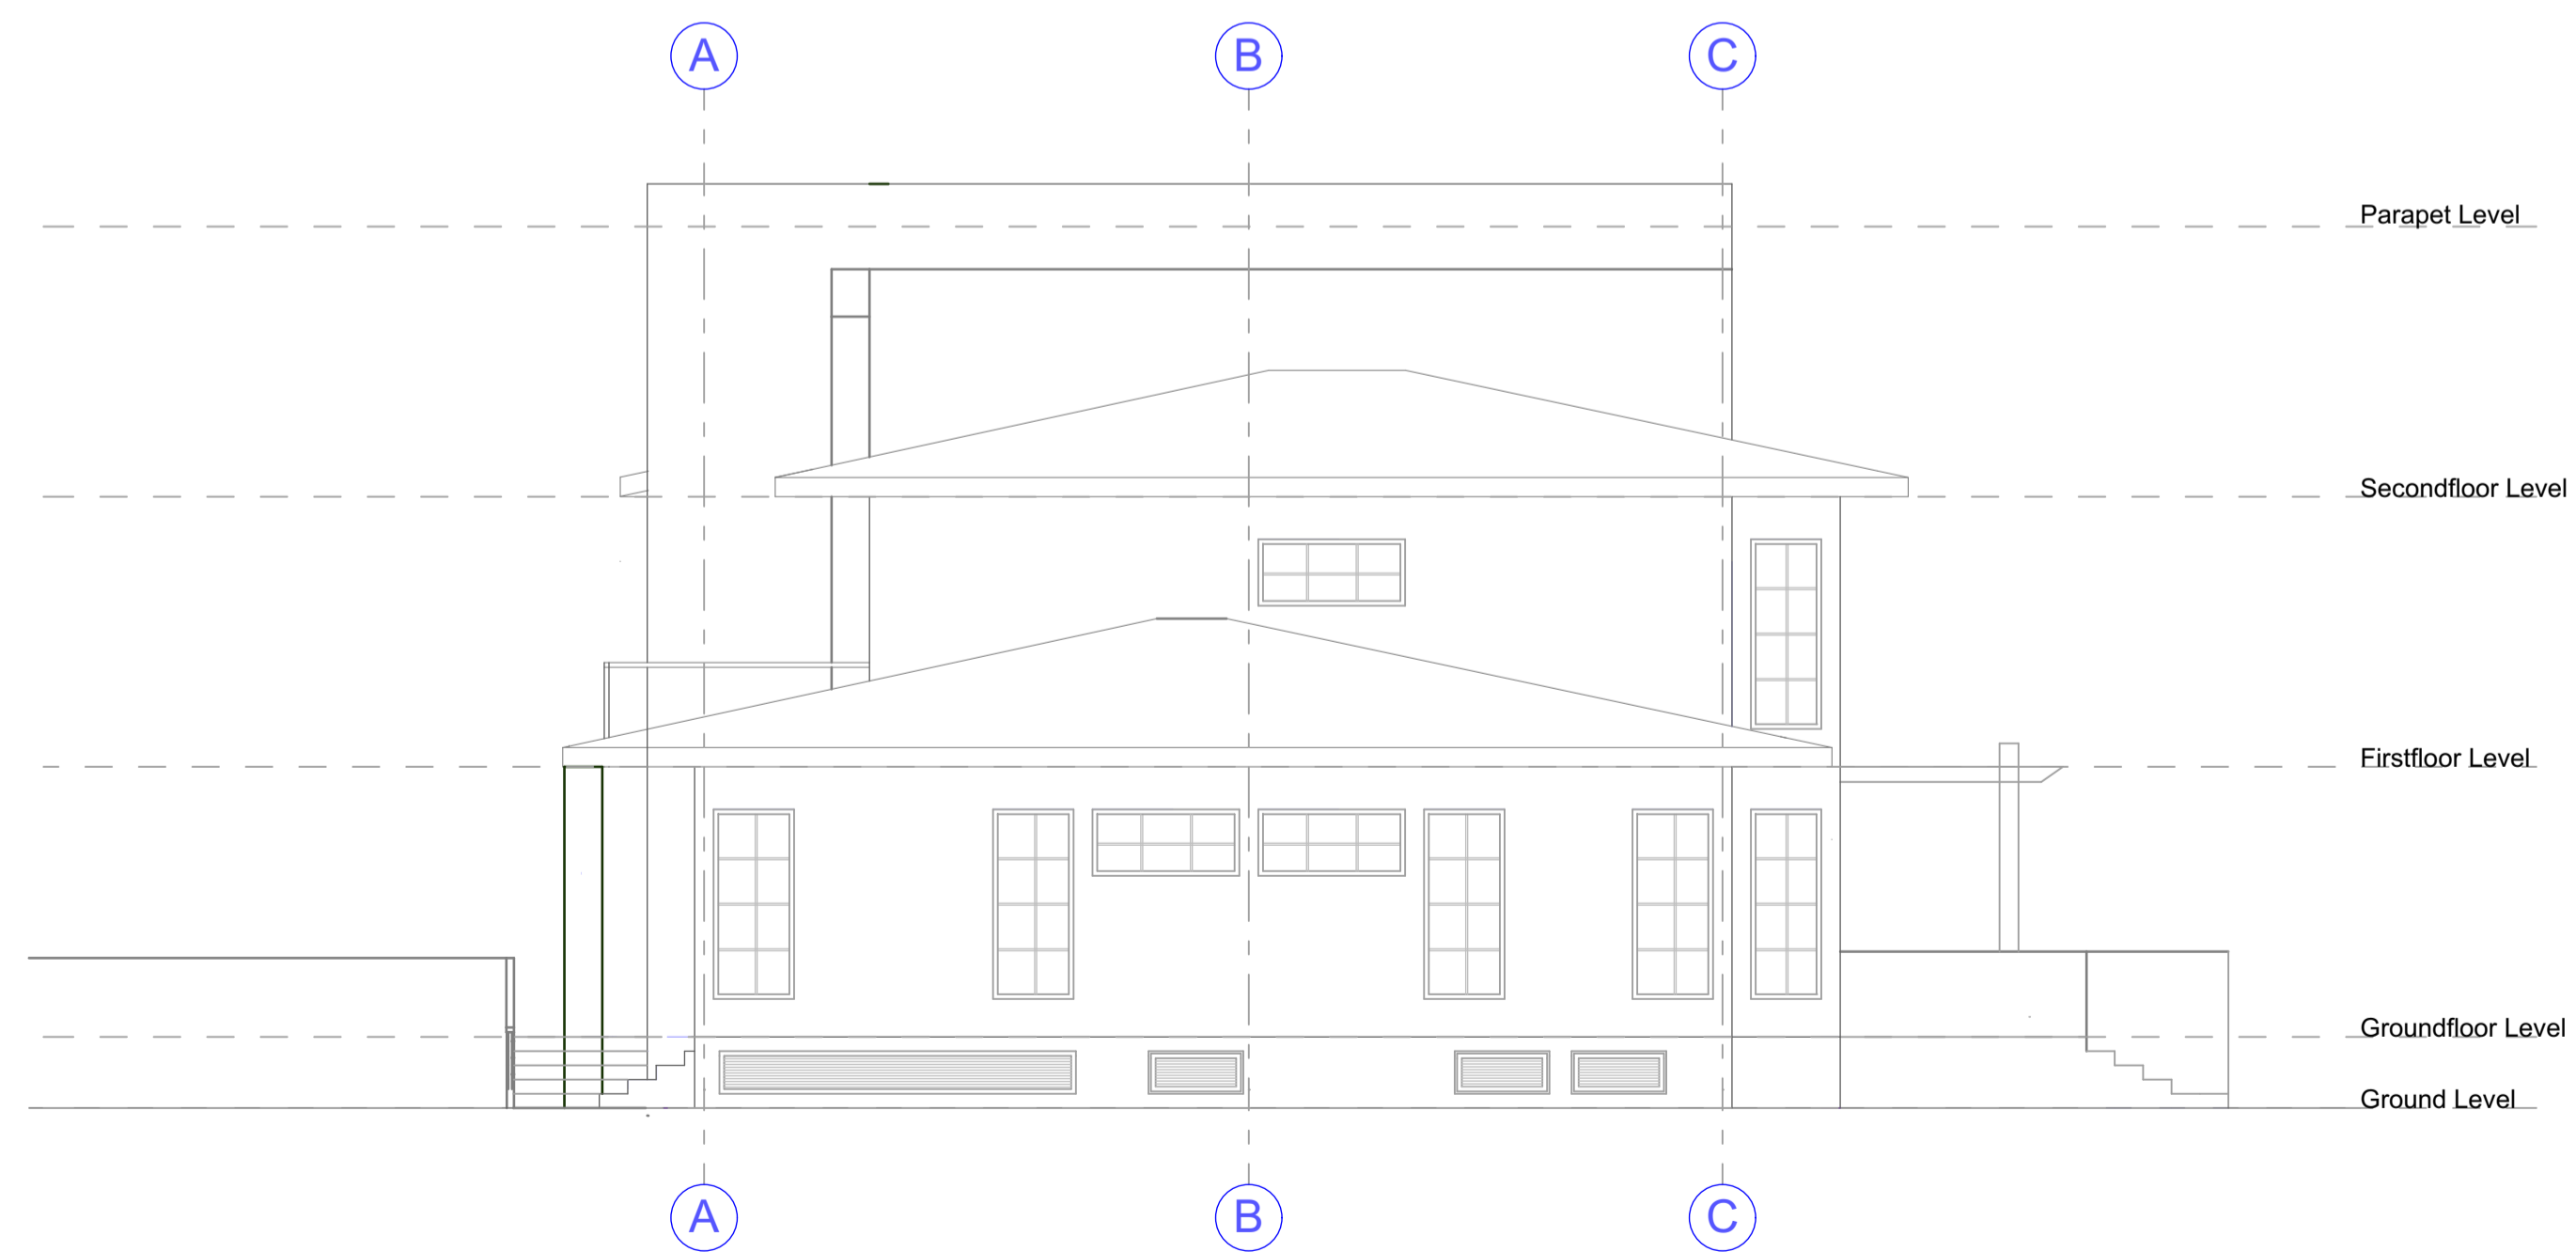 A
B
C
Parapet Level
Secondfloor Level
Firstfloor Level
Groundfloor Level
Ground Level
A
B
C